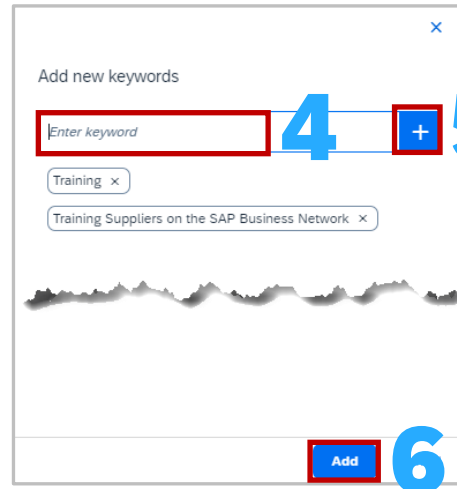 ×
Add new keywords
Enter keyword 4 + 5
Training ×
Training Suppliers on the SAP Business Network ×
Add 6